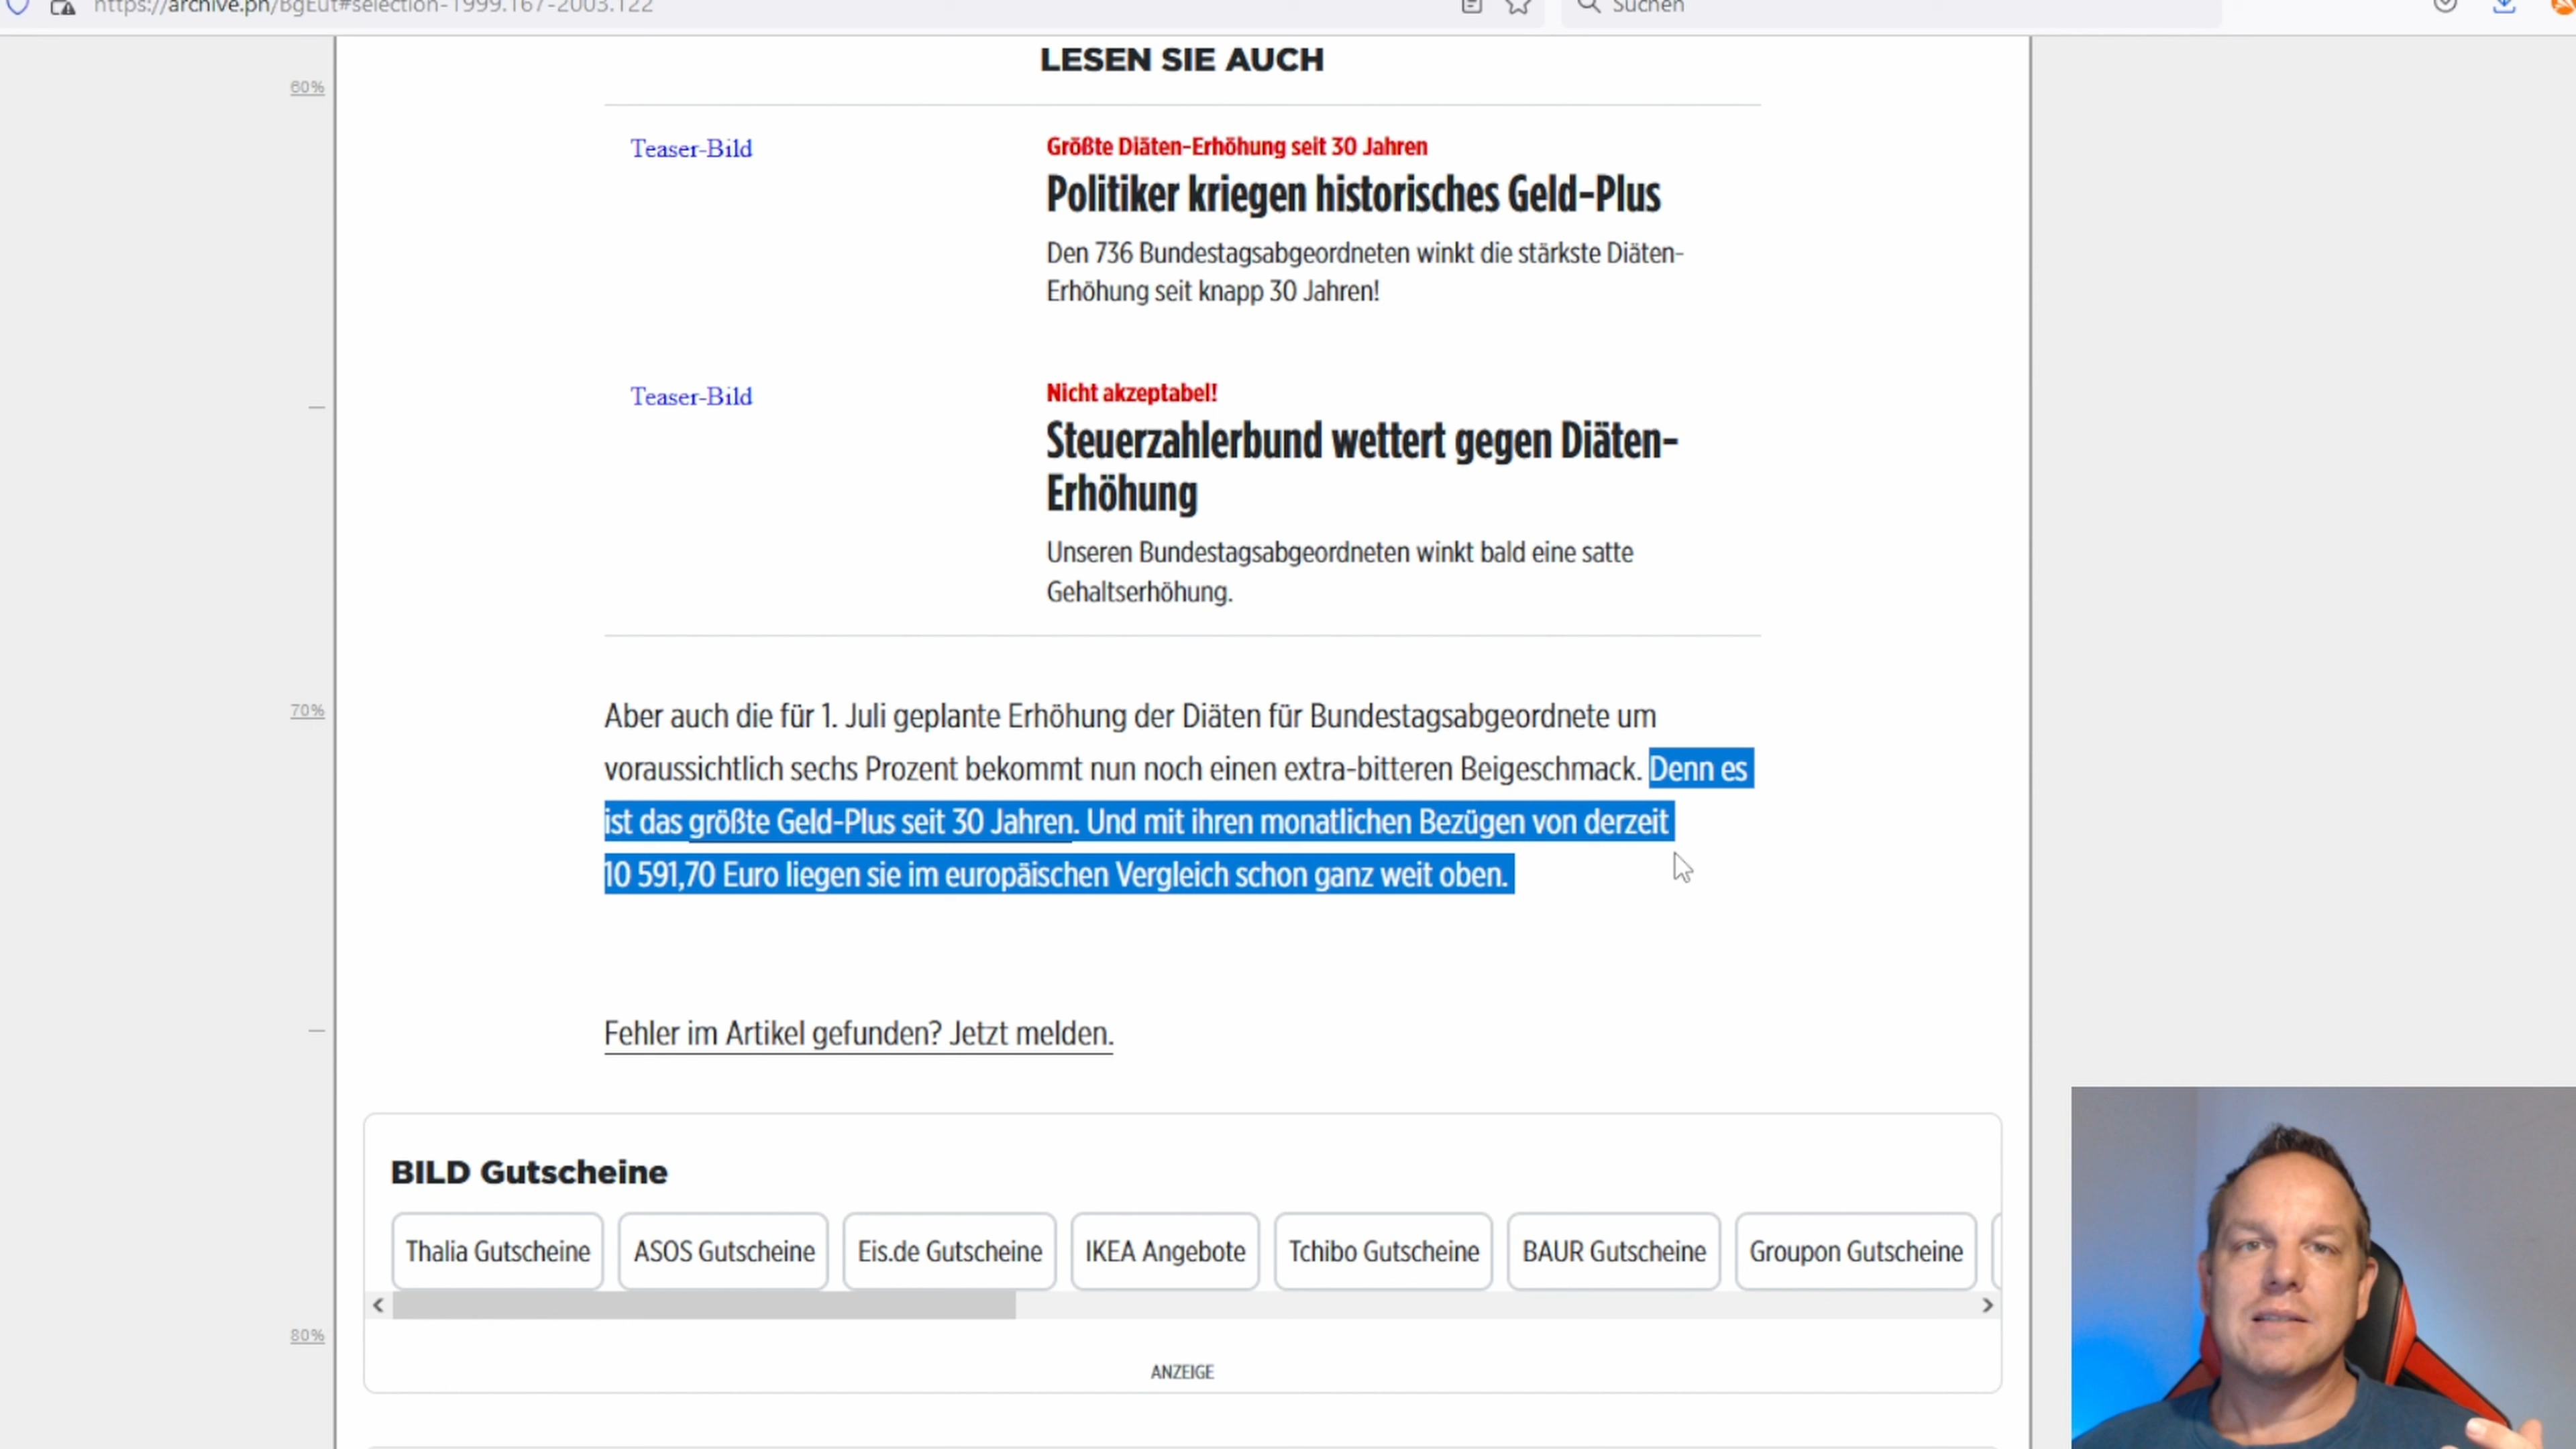 https://archive.ph/BgEut#selection-1999.167-2003.122
Suchen
LESEN SIE AUCH
60%
Teaser-Bild
Größte Diäten-Erhöhung seit 30 Jahren
Politiker kriegen historisches Geld-Plus
Den 736 Bundestagsabgeordneten winkt die stärkste Diäten-
Erhöhung seit knapp 30 Jahren!
Teaser-Bild
Nicht akzeptabel!
Steuerzahlerbund wettert gegen Diäten-
Erhöhung
Unseren Bundestagsabgeordneten winkt bald eine satte
Gehaltserhöhung.
70%
Aber auch die für 1. Juli geplante Erhöhung der Diäten für Bundestagsabgeordnete um
voraussichtlich sechs Prozent bekommt nun noch einen extra-bitteren Beigeschmack. Denn es
ist das größte Geld-Plus seit 30 Jahren. Und mit ihren monatlichen Bezügen von derzeit
10 591,70 Euro liegen sie im europäischen Vergleich schon ganz weit oben.
Fehler im Artikel gefunden? Jetzt melden.
BILD Gutscheine
Thalia Gutscheine
ASOS Gutscheine
Eis.de Gutscheine
IKEA Angebote
Tchibo Gutscheine
BAUR Gutscheine
Groupon Gutscheine
80%
ANZEIGE